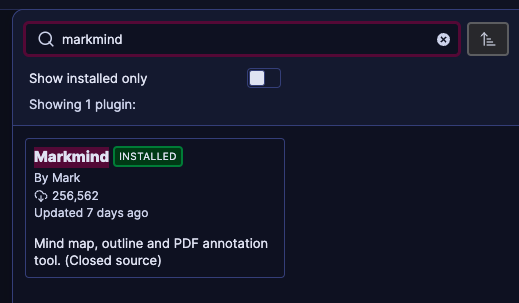 markmind
Show installed only
Showing 1 plugin:
Markmind INSTALLED
By Mark
256,562
Updated 7 days ago
Mind map, outline and PDF annotation
tool. (Closed source)